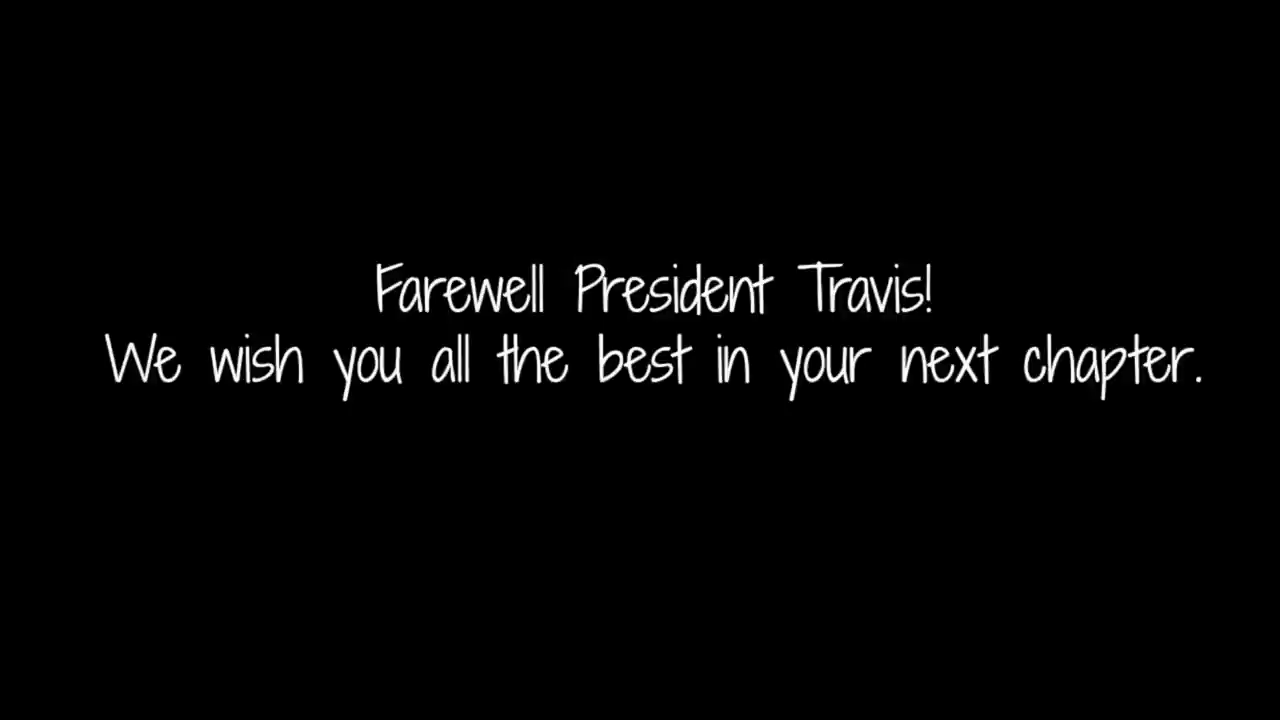 Farewell President Travis!
We wish you all the best in your next chapter.